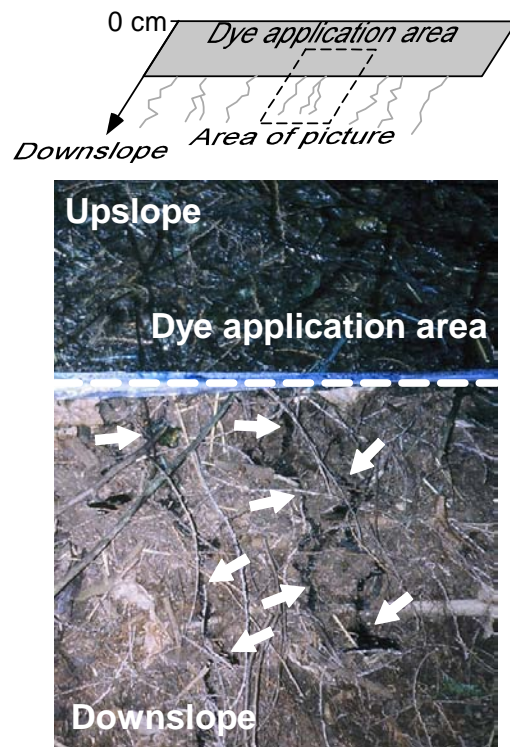 0 cm
Dye application area
Area of picture
Downslope
Upslope
Dye application area
Downslope